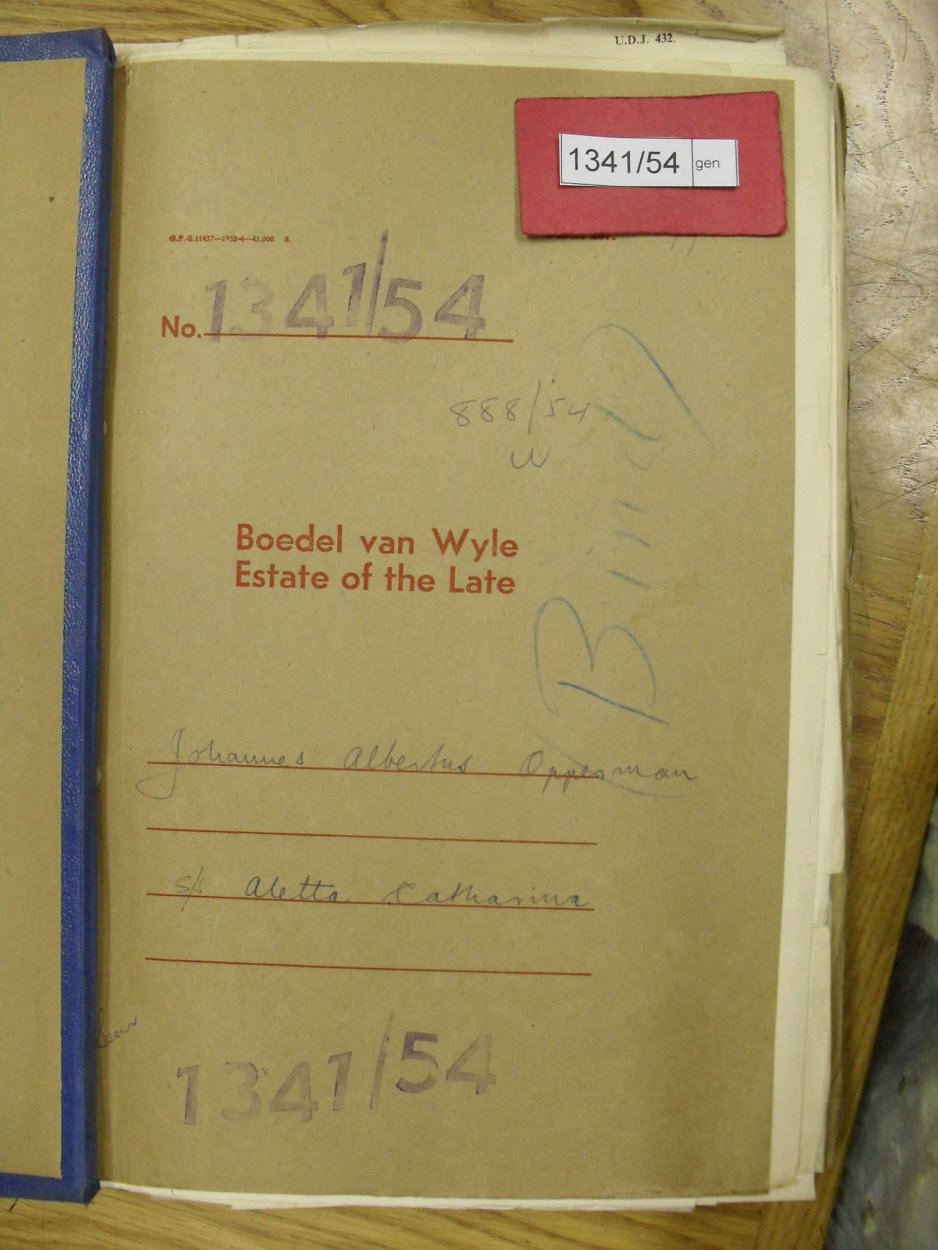 U.D.J. 432.
1341/54 gen
G.P.-S.11457—1953-4—41,000. S.
No. 1341/54
888/54
W
(Bind)
Boedel van Wyle
Estate of the Late
Johannes Albertus Opperman
s/s Aletta Catharina
1341/54